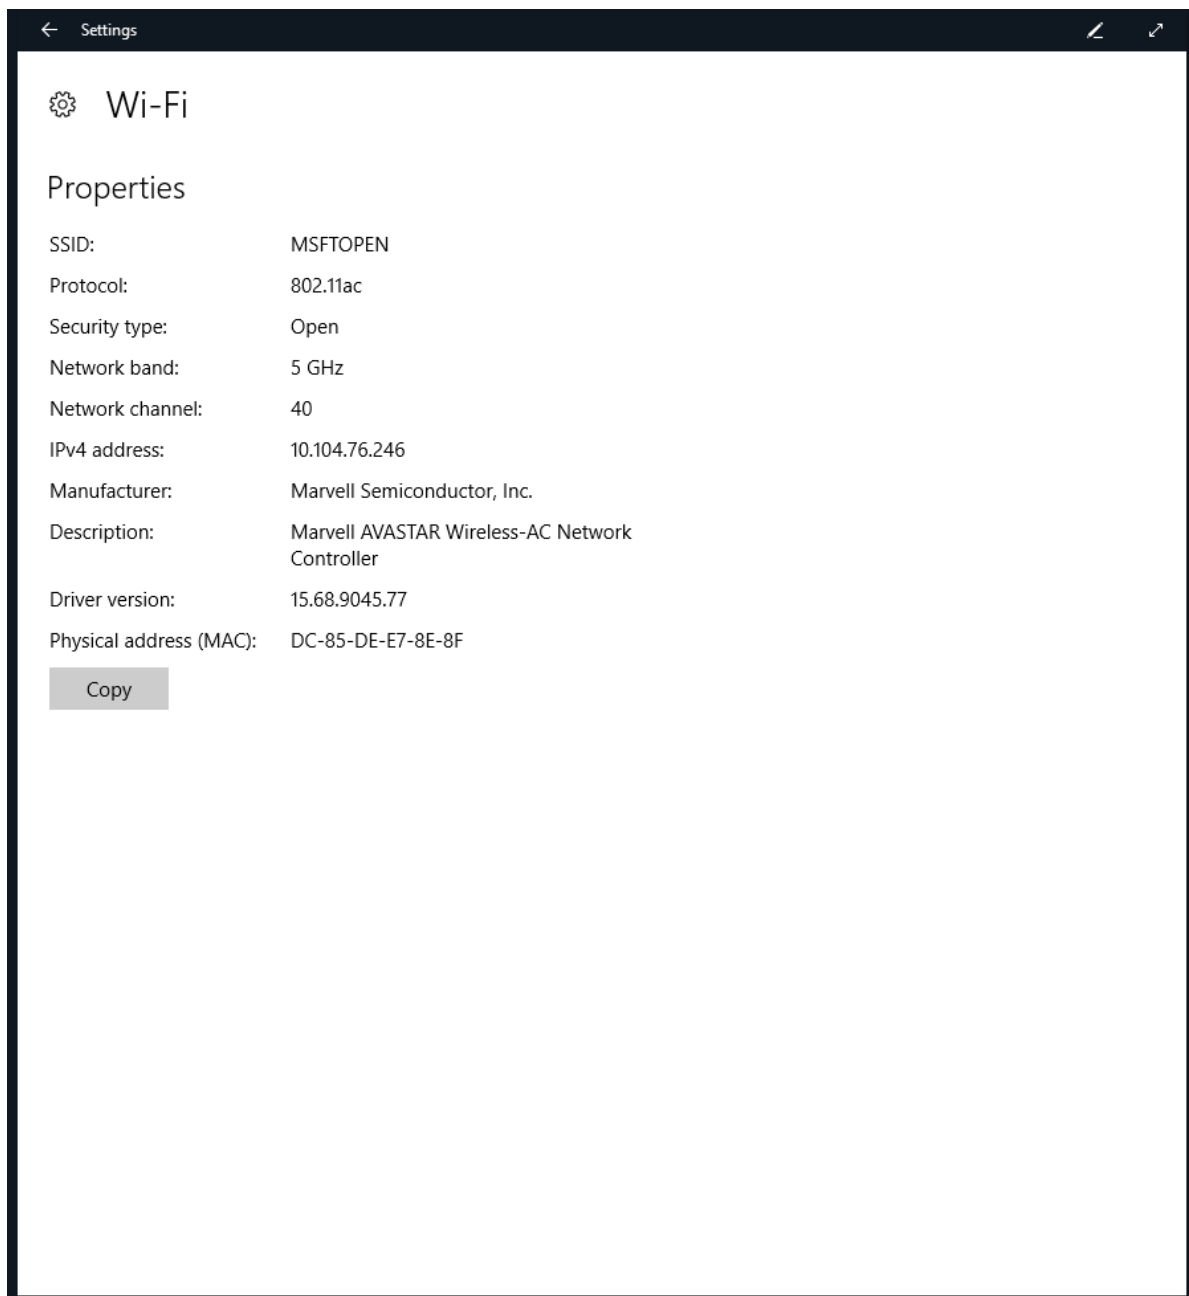 Settings
Wi-Fi
Properties
SSID: MSFTOPEN
Protocol: 802.11ac
Security type: Open
Network band: 5 GHz
Network channel: 40
IPv4 address: 10.104.76.246
Manufacturer: Marvell Semiconductor, Inc.
Description: Marvell AVASTAR Wireless-AC Network
Controller
Driver version: 15.68.9045.77
Physical address (MAC): DC-85-DE-E7-8E-8F
Copy